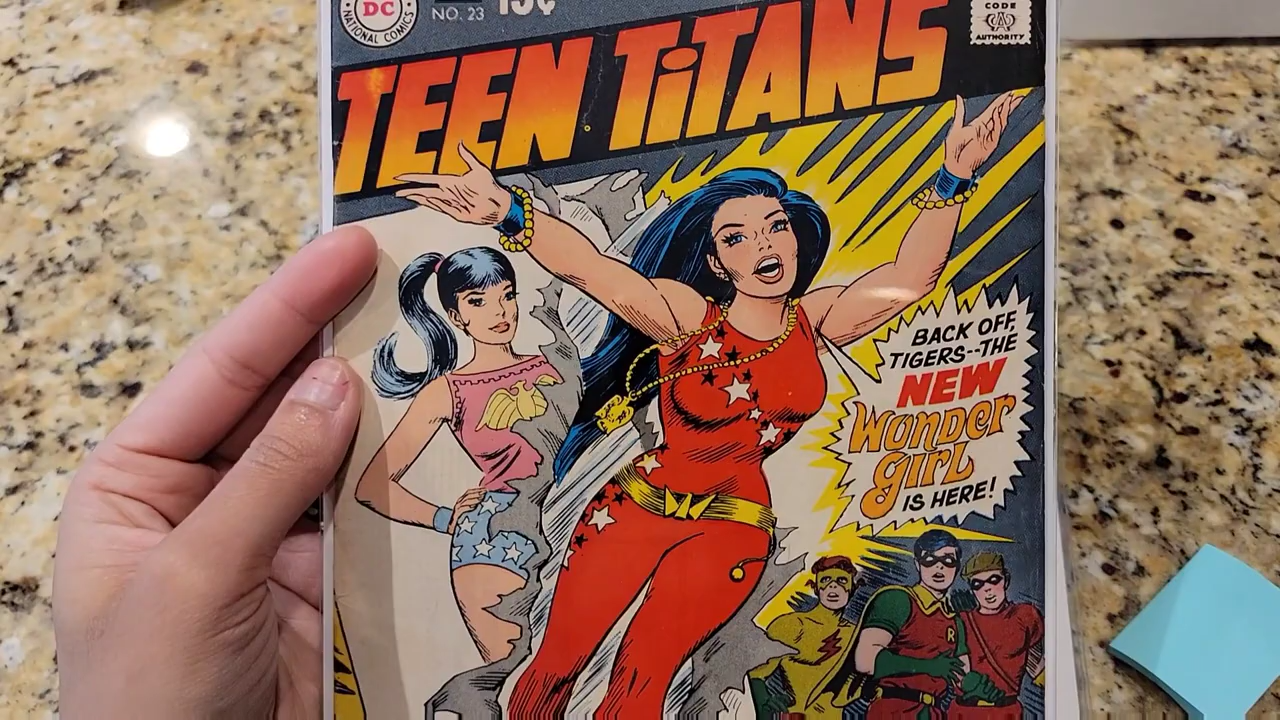 DC
NATIONAL COMICS
NO. 23
15¢
CODE
AUTHORITY
TEEN TITANS
BACK OFF,
TIGERS--THE
NEW
Wonder
Girl
IS HERE!
R